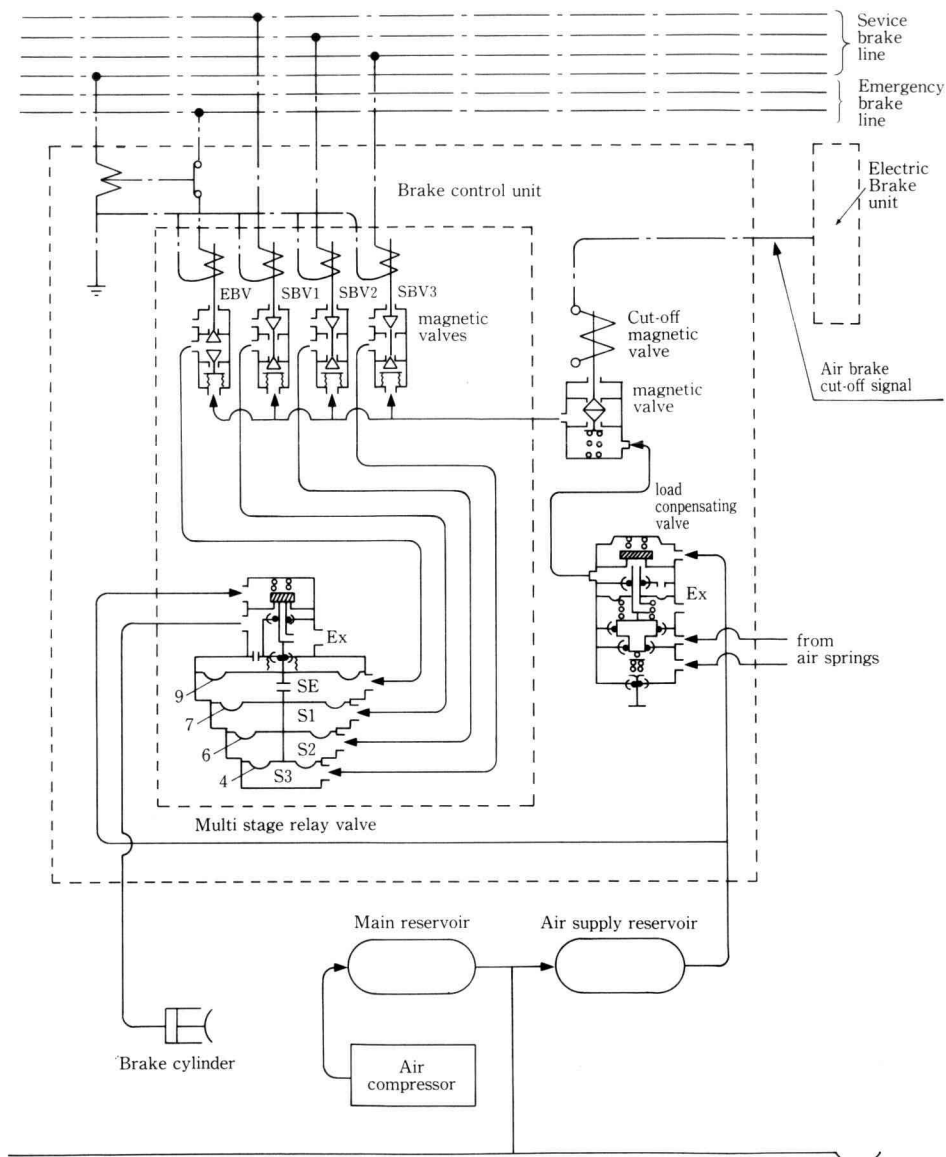 Sevice
brake
line
Emergency
brake
line
Electric
Brake
unit
Brake control unit
EBV
SBV1
SBV2
SBV3
magnetic
valves
Cut-off
magnetic
valve
magnetic
valve
Air brake
cut-off signal
load
conpensating
valve
Ex
Ex
from
air springs
9
SE
7
S1
6
S2
4
S3
Multi stage relay valve
Main reservoir
Air supply reservoir
Brake cylinder
Air
compressor